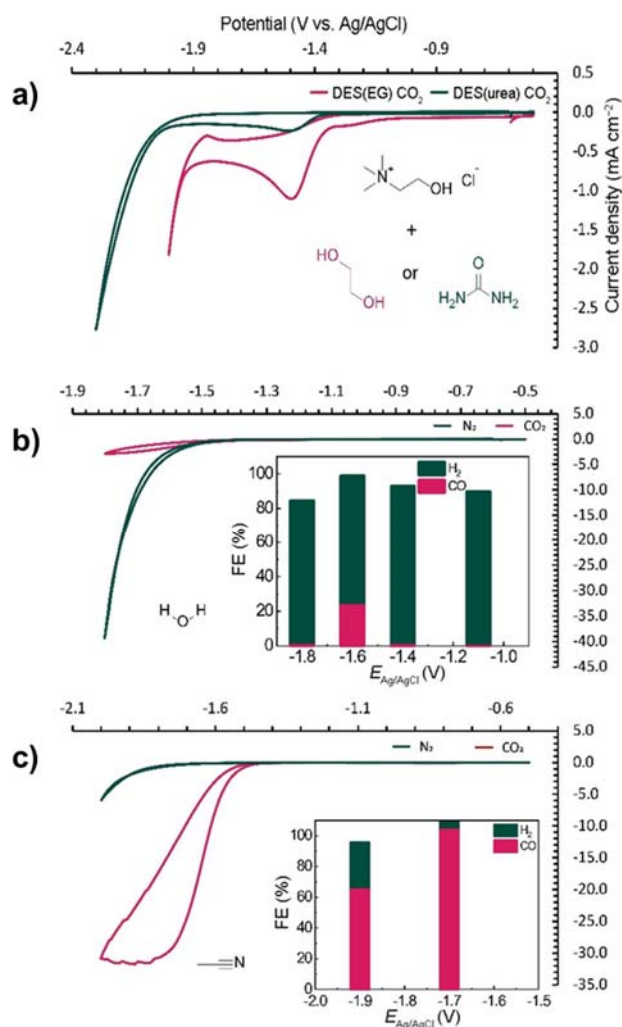 Potential (V vs. Ag/AgCl)
-2.4 -1.9 -1.4 -0.9
a)
DES(EG) CO₂ DES(urea) CO₂
0.5
0.0
-0.5
-1.0
-1.5
-2.0
-2.5
-3.0
Current density (mA cm⁻²)
N⁺ OH Cl⁻
+
HO
OH
or
O
H₂N NH₂
-1.9 -1.7 -1.5 -1.3 -1.1 -0.9 -0.7 -0.5
b)
N₂ CO₂
5.0
0.0
-5.0
-10.0
-15.0
-20.0
-25.0
-30.0
-35.0
-40.0
-45.0
H₂
CO
FE (%)
100
80
60
40
20
0
-1.8 -1.6 -1.4 -1.2 -1.0
E Ag/AgCl (V)
H O H
-2.1 -1.6 -1.1 -0.6
c)
N₂ CO₂
5.0
0.0
-5.0
-10.0
-15.0
-20.0
-25.0
-30.0
-35.0
H₂
CO
FE (%)
100
80
60
40
20
0
-2.0 -1.9 -1.8 -1.7 -1.6 -1.5
E Ag/AgCl (V)
N